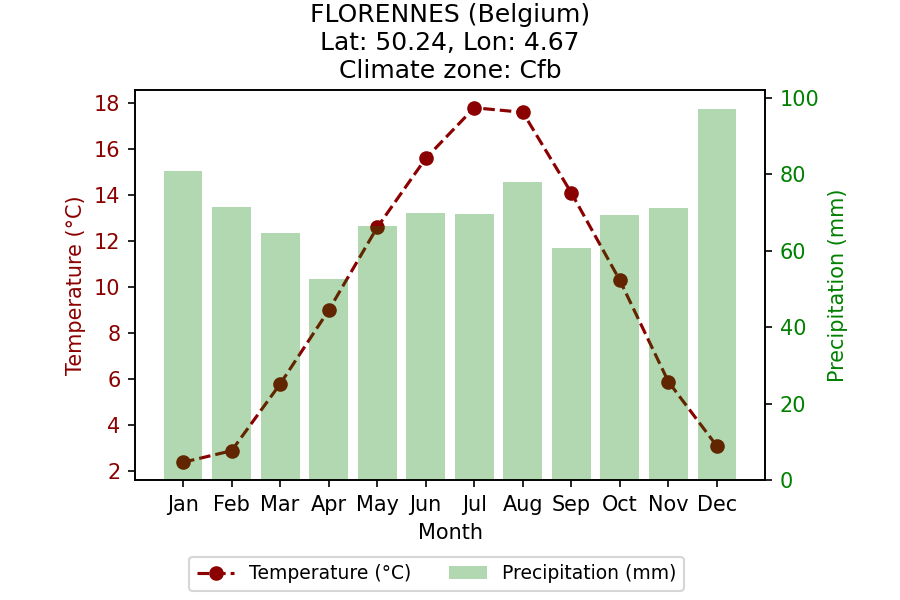 FLORENNES (Belgium)
Lat: 50.24, Lon: 4.67
Climate zone: Cfb
18
16
14
12
10
8
6
4
2
Temperature (°C)
100
80
60
40
20
0
Precipitation (mm)
Jan Feb Mar Apr May Jun Jul Aug Sep Oct Nov Dec
Month
Temperature (°C) Precipitation (mm)